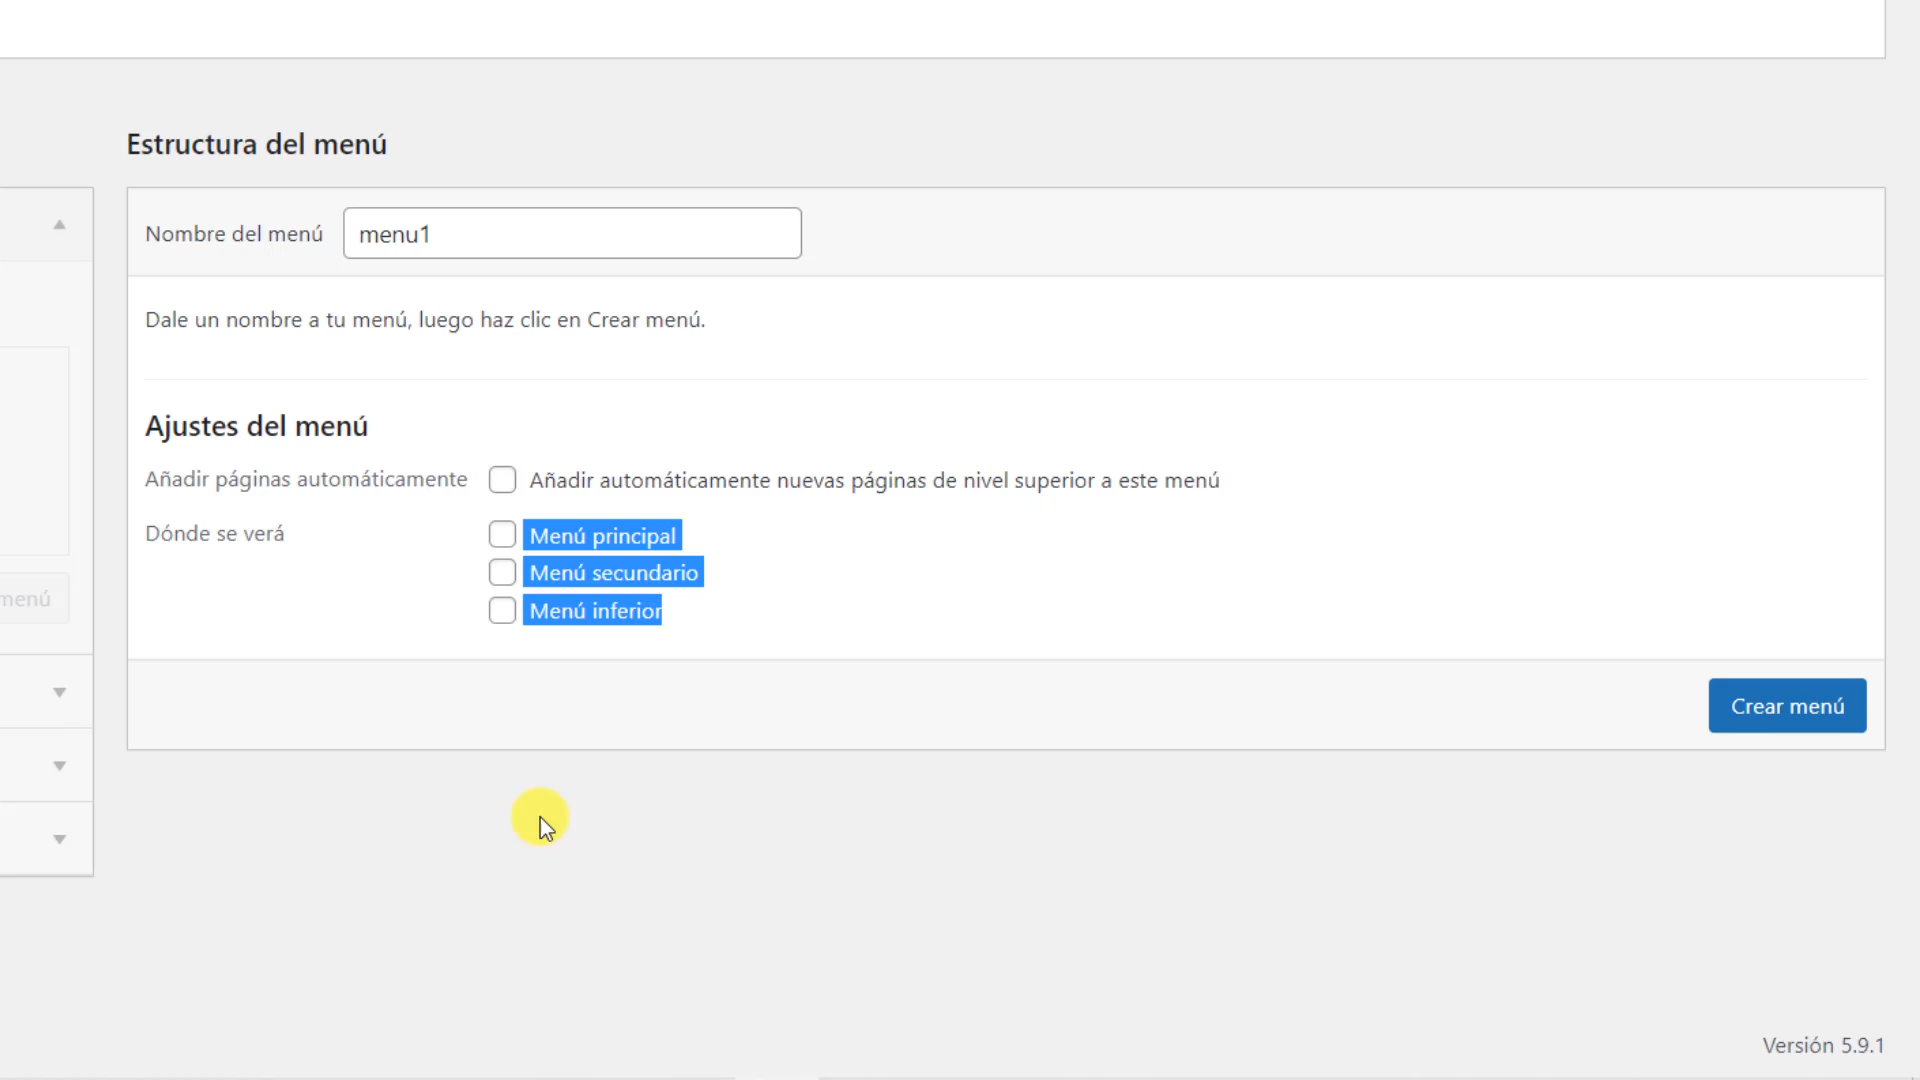 Estructura del menú
Nombre del menú menu1
Dale un nombre a tu menú, luego haz clic en Crear menú.
Ajustes del menú
Añadir páginas automáticamente Añadir automáticamente nuevas páginas de nivel superior a este menú
Dónde se verá Menú principal
Menú secundario
menú Menú inferior
Crear menú
Versión 5.9.1